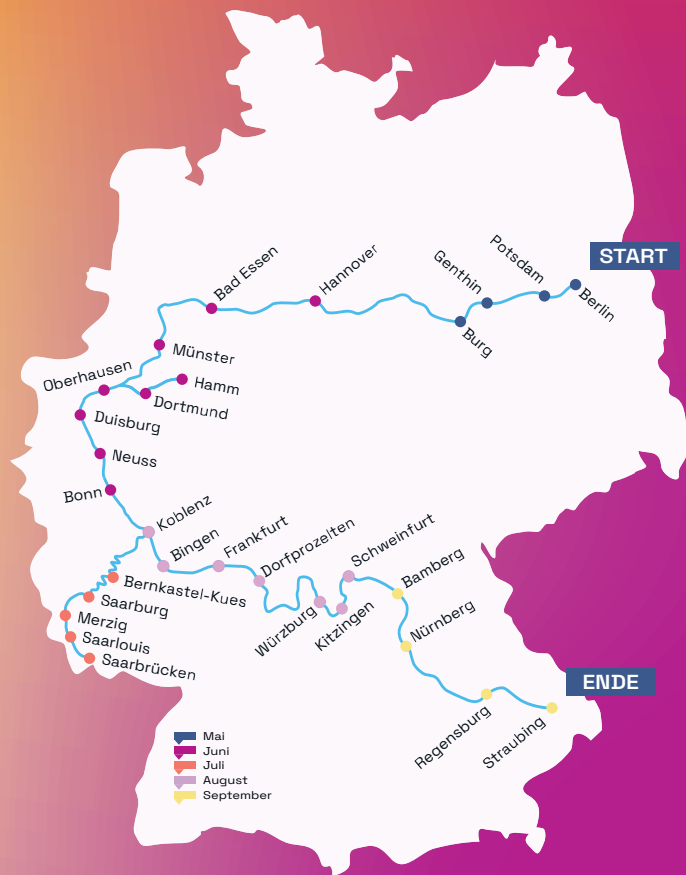 START
Potsdam
Berlin
Genthin
Burg
Hannover
Bad Essen
Münster
Oberhausen
Hamm
Dortmund
Duisburg
Neuss
Bonn
Koblenz
Bingen
Frankfurt
Dorfprozelten
Schweinfurt
Bernkastel-Kues
Saarburg
Merzig
Saarlouis
Saarbrücken
Würzburg
Kitzingen
Bamberg
Nürnberg
ENDE
Regensburg
Straubing
Mai
Juni
Juli
August
September